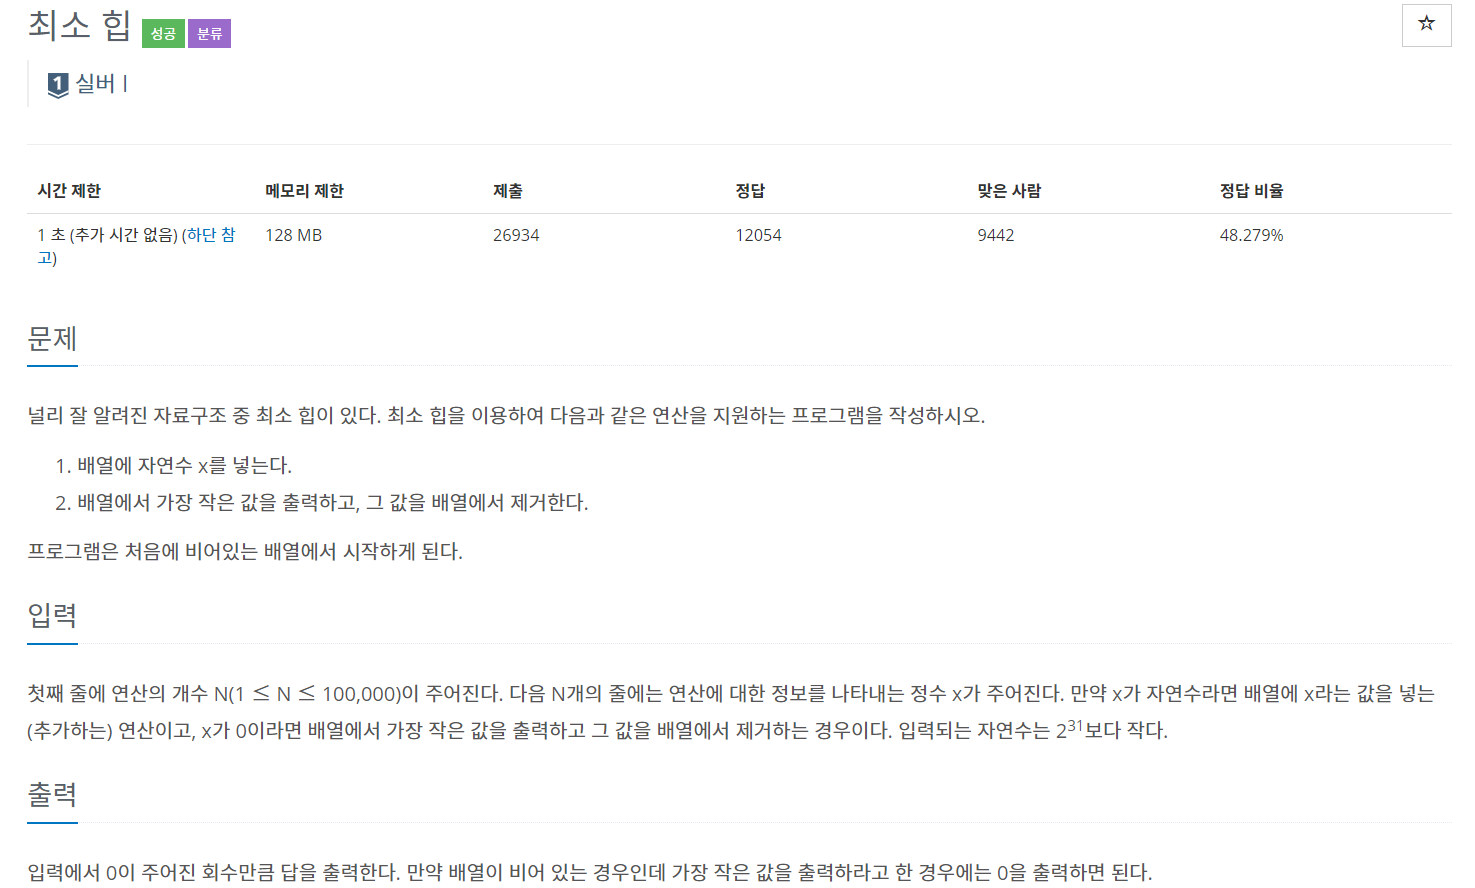 최소 힙 성공 분류
1 실버 I
☆
시간 제한 메모리 제한 제출 정답 맞은 사람 정답 비율
1 초 (추가 시간 없음) (하단 참 128 MB 26934 12054 9442 48.279%
고)
문제
널리 잘 알려진 자료구조 중 최소 힙이 있다. 최소 힙을 이용하여 다음과 같은 연산을 지원하는 프로그램을 작성하시오.
1. 배열에 자연수 x를 넣는다.
2. 배열에서 가장 작은 값을 출력하고, 그 값을 배열에서 제거한다.
프로그램은 처음에 비어있는 배열에서 시작하게 된다.
입력
첫째 줄에 연산의 개수 N(1 ≤ N ≤ 100,000)이 주어진다. 다음 N개의 줄에는 연산에 대한 정보를 나타내는 정수 x가 주어진다. 만약 x가 자연수라면 배열에 x라는 값을 넣는
(추가하는) 연산이고, x가 0이라면 배열에서 가장 작은 값을 출력하고 그 값을 배열에서 제거하는 경우이다. 입력되는 자연수는 2³¹보다 작다.
출력
입력에서 0이 주어진 회수만큼 답을 출력한다. 만약 배열이 비어 있는 경우인데 가장 작은 값을 출력하라고 한 경우에는 0을 출력하면 된다.